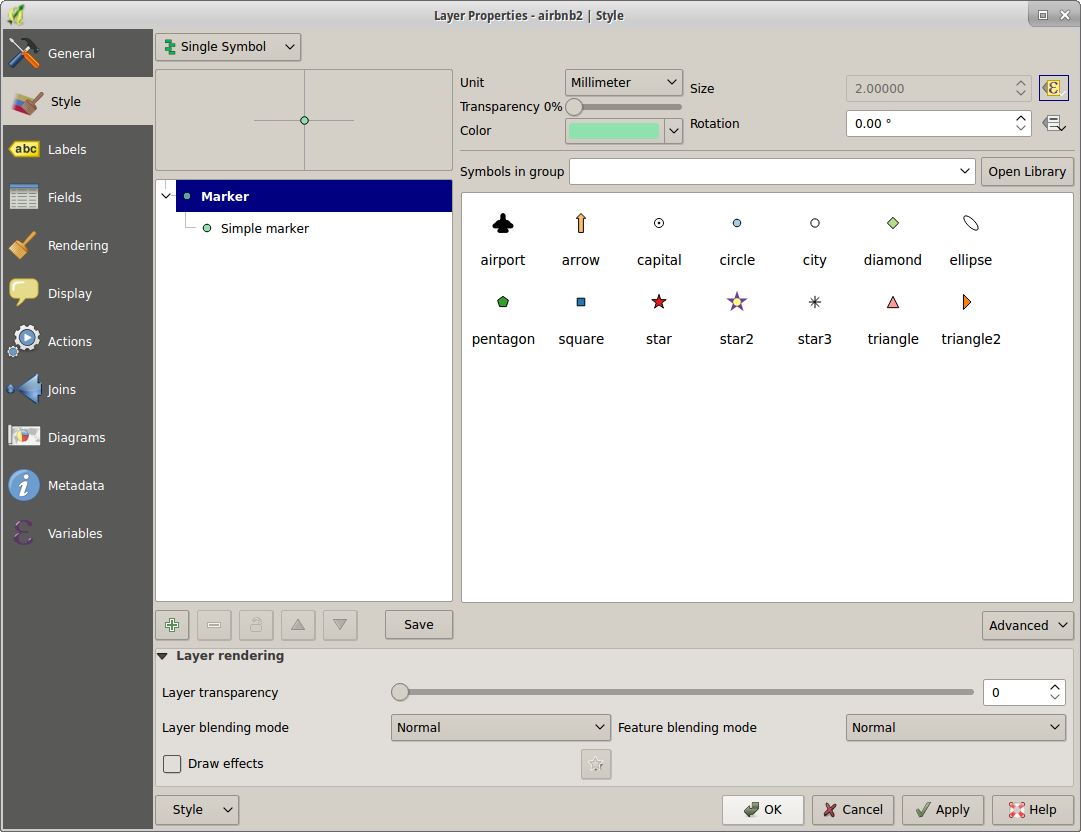 Layer Properties - airbnb2 | Style
General
Style
abc Labels
Fields
Rendering
Display
Actions
Joins
Diagrams
i Metadata
ε Variables
Single Symbol
Unit
Millimeter
Size
2.00000
ε
Transparency 0%
Color
Rotation
0.00 °
Symbols in group
Open Library
Marker
Simple marker
airport arrow capital circle city diamond ellipse
pentagon square star star2 star3 triangle triangle2
Save
Advanced
Layer rendering
Layer transparency
0
Layer blending mode
Normal
Feature blending mode
Normal
Draw effects
Style
OK
Cancel
Apply
Help